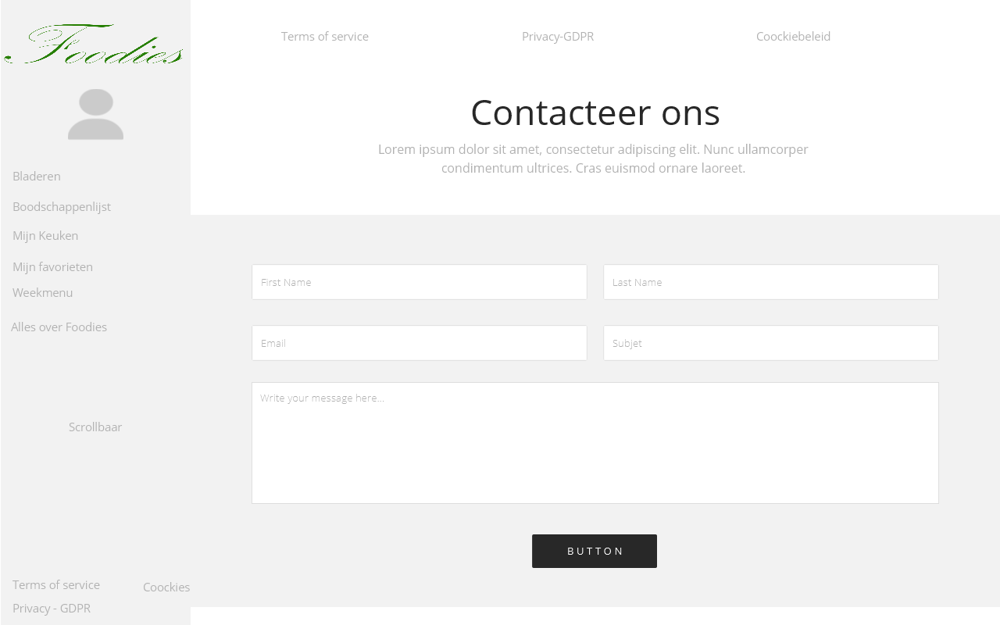 Foodies
Bladeren
Boodschappenlijst
Mijn Keuken
Mijn favorieten
Weekmenu
Alles over Foodies
Scrollbaar
Terms of service
Coockies
Privacy - GDPR
Terms of service
Privacy-GDPR
Coockiebeleid
Contacteer ons
Lorem ipsum dolor sit amet, consectetur adipiscing elit. Nunc ullamcorper
condimentum ultrices. Cras euismod ornare laoreet.
First Name
Last Name
Email
Subjet
Write your message here...
BUTTON